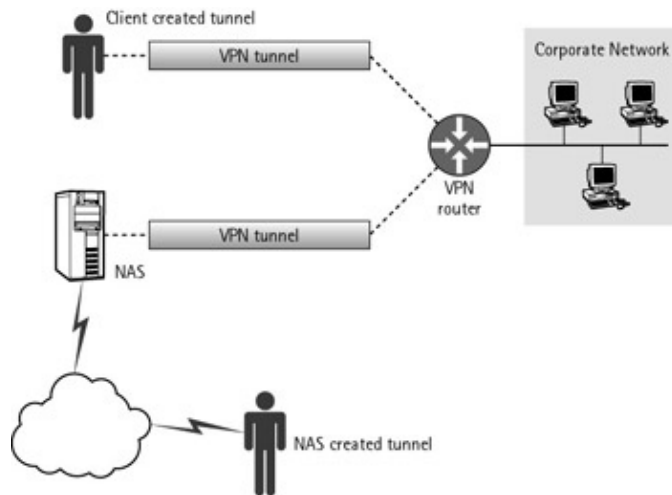 Client created tunnel
VPN tunnel
Corporate Network
VPN
router
VPN tunnel
NAS
NAS created tunnel